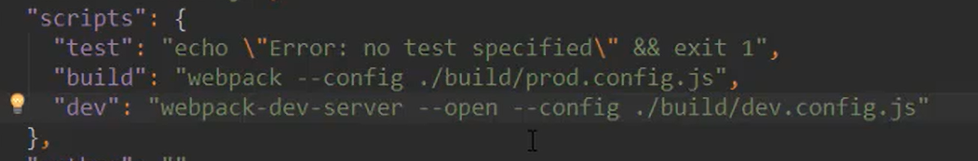 "scripts": {
"test": "echo \"Error: no test specified\" && exit 1",
"build": "webpack --config ./build/prod.config.js",
"dev": "webpack-dev-server --open --config ./build/dev.config.js"
},